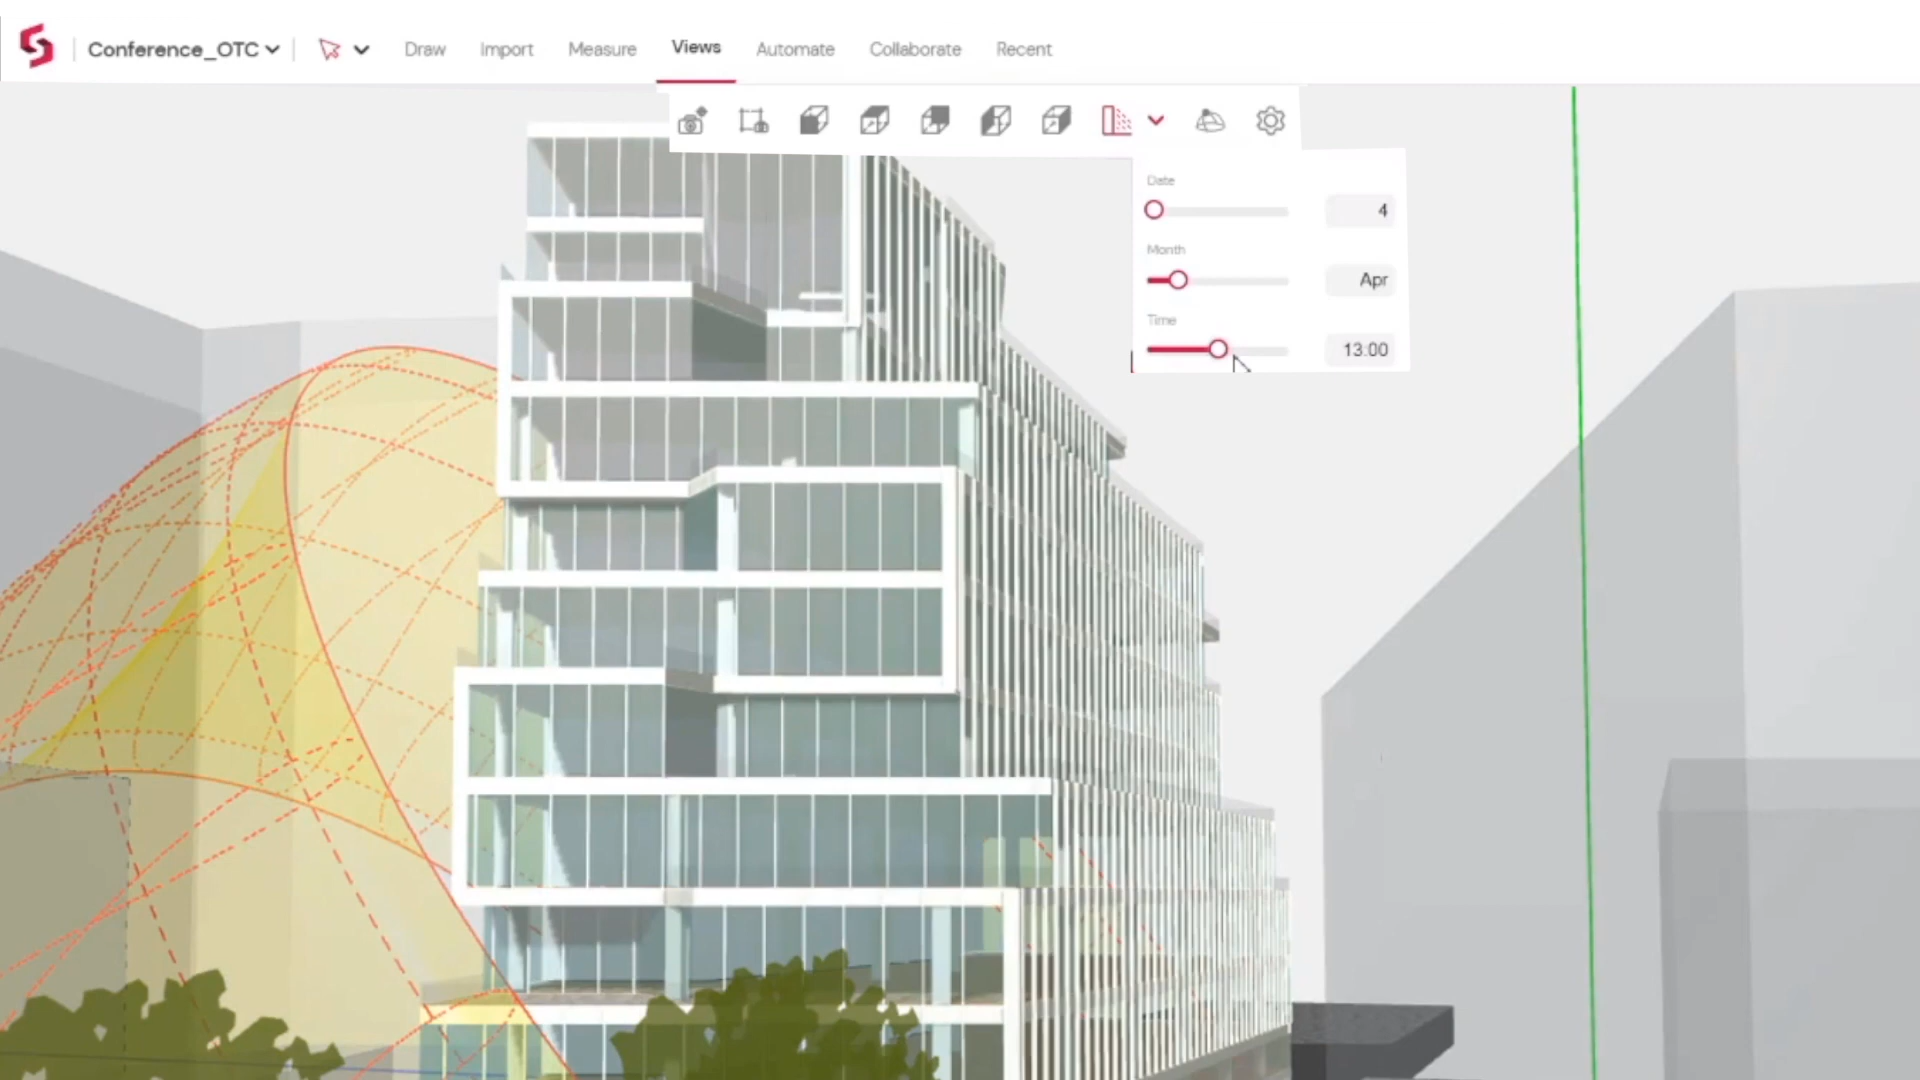 Conference_OTC
Draw
Import
Measure
Views
Automate
Collaborate
Recent
Date
4
Month
Apr
Time
13:00